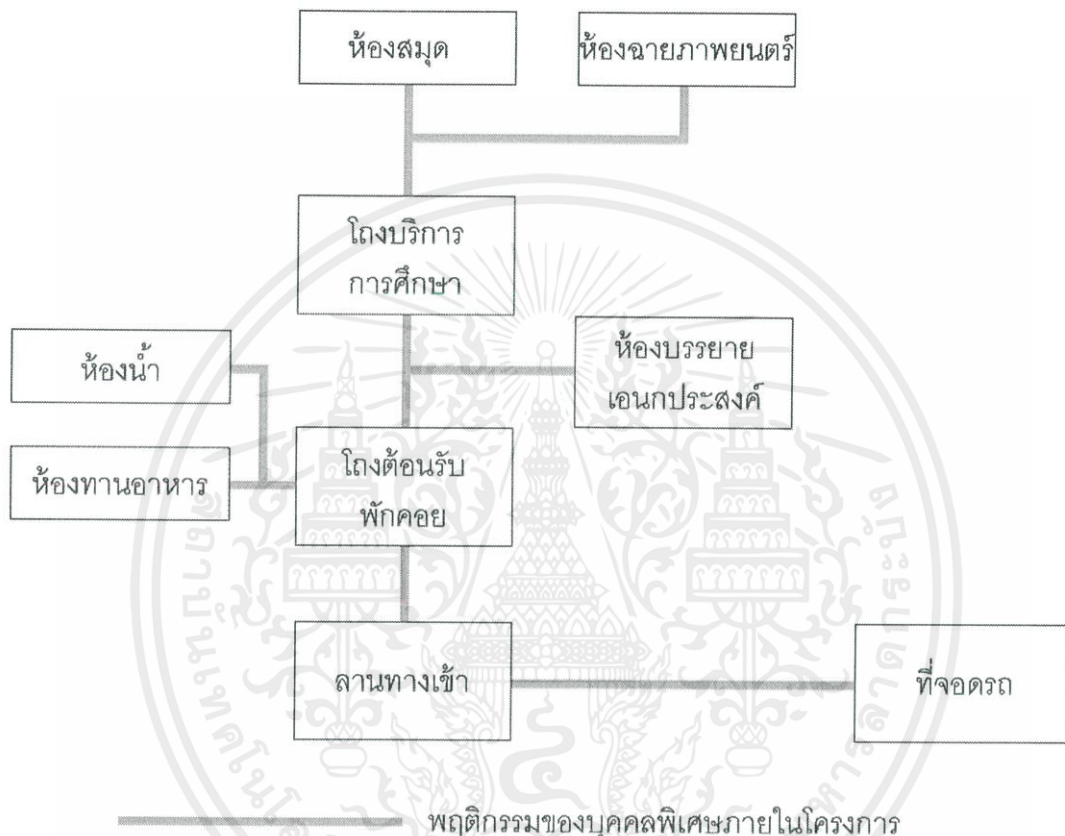 ห้องสมุด
ห้องฉายภาพยนตร์
โถงบริการ
การศึกษา
ห้องบรรยาย
เอนกประสงค์
ห้องน้ำ
ห้องทานอาหาร
โถงต้อนรับ
พักคอย
ลานทางเข้า
ที่จอดรถ
พฤติกรรมของบุคคลพิเศษภายในโครงการ